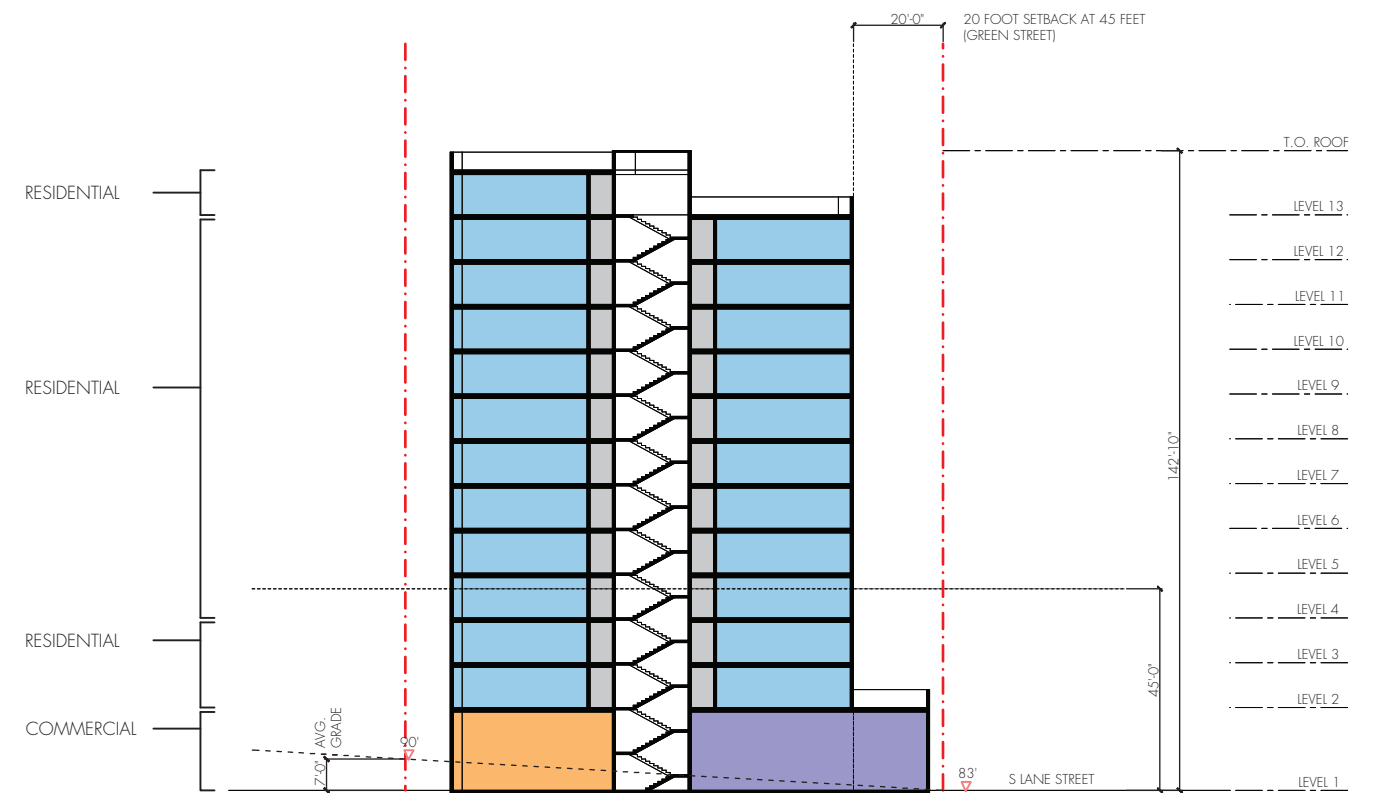 20'-0"
20 FOOT SETBACK AT 45 FEET
(GREEN STREET)
T.O. ROOF
RESIDENTIAL
LEVEL 13
LEVEL 12
LEVEL 11
LEVEL 10
RESIDENTIAL
LEVEL 9
LEVEL 8
142'-10"
LEVEL 7
LEVEL 6
LEVEL 5
LEVEL 4
RESIDENTIAL
LEVEL 3
45'-0"
LEVEL 2
COMMERCIAL
AVG.
GRADE
90'
7'-0"
83'
S LANE STREET
LEVEL 1